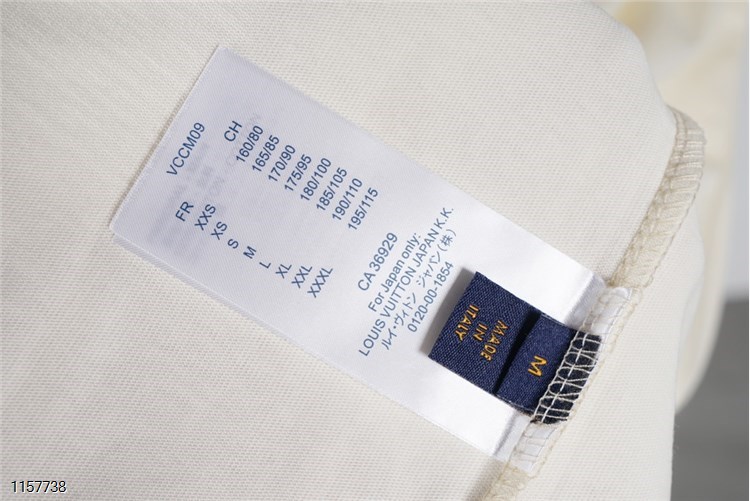 VCCM09
FR CH
XXS 160/80
XS 165/85
S 170/90
M 175/95
L 180/100
XL 185/105
XXL 190/110
XXXL 195/115
CA 36929
For Japan only:
LOUIS VUITTON JAPAN K.K.
ルイ・ヴィトン ジャパン(株)
0120-00-1854
MADE
IN
ITALY
M
1157738